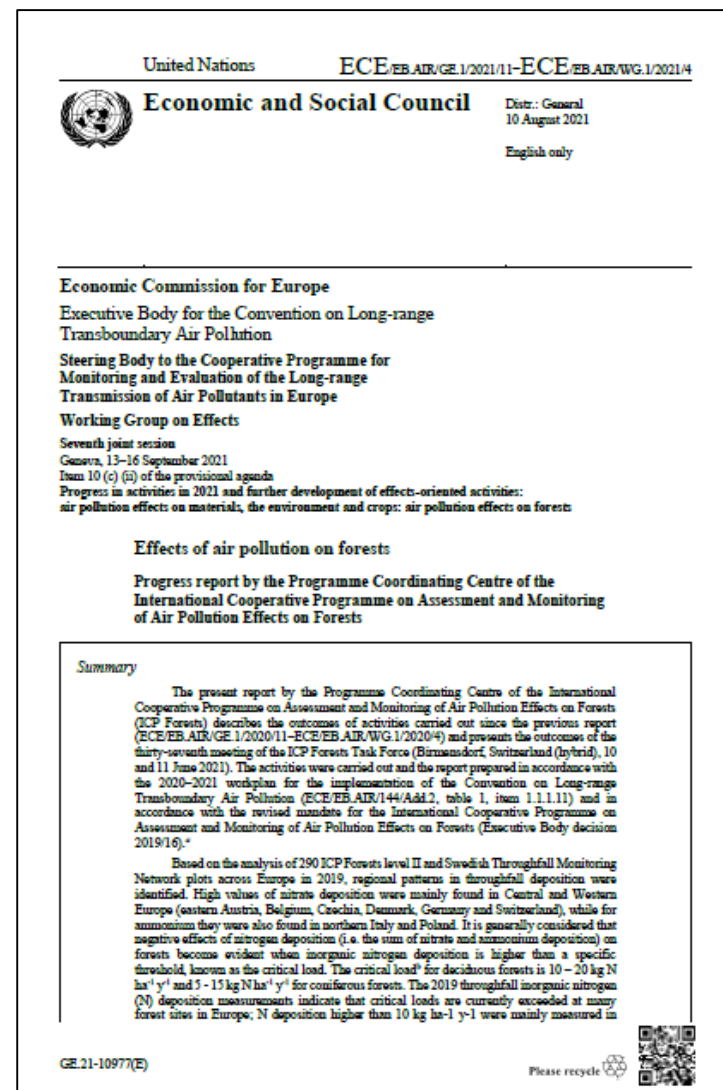 United Nations ECE/EB.AIR/GE.1/2021/11–ECE/EB.AIR/WG.1/2021/4
Economic and Social Council
Distr.: General
10 August 2021
English only
Economic Commission for Europe
Executive Body for the Convention on Long-range
Transboundary Air Pollution
Steering Body to the Cooperative Programme for
Monitoring and Evaluation of the Long-range
Transmission of Air Pollutants in Europe
Working Group on Effects
Seventh joint session
Geneva, 13–16 September 2021
Item 10 (c) (ii) of the provisional agenda
Progress in activities in 2021 and further development of effects-oriented activities:
air pollution effects on materials, the environment and crops: air pollution effects on forests
Effects of air pollution on forests
Progress report by the Programme Coordinating Centre of the
International Cooperative Programme on Assessment and Monitoring
of Air Pollution Effects on Forests
Summary
The present report by the Programme Coordinating Centre of the International
Cooperative Programme on Assessment and Monitoring of Air Pollution Effects on Forests
(ICP Forests) describes the outcomes of activities carried out since the previous report
(ECE/EB.AIR/GE.1/2020/11–ECE/EB.AIR/WG.1/2020/4) and presents the outcomes of the
thirty-seventh meeting of the ICP Forests Task Force (Birmensdorf, Switzerland (hybrid), 10
and 11 June 2021). The activities were carried out and the report prepared in accordance with
the 2020–2021 workplan for the implementation of the Convention on Long-range
Transboundary Air Pollution (ECE/EB.AIR/144/Add.2, table 1, item 1.1.1.11) and in
accordance with the revised mandate for the International Cooperative Programme on
Assessment and Monitoring of Air Pollution Effects on Forests (Executive Body decision
2019/16).ᵃ
Based on the analysis of 290 ICP Forests level II and Swedish Throughfall Monitoring
Network plots across Europe in 2019, regional patterns in throughfall deposition were
identified. High values of nitrate deposition were mainly found in Central and Western
Europe (eastern Austria, Belgium, Czechia, Denmark, Germany and Switzerland), while for
ammonium they were also found in northern Italy and Poland. It is generally considered that
negative effects of nitrogen deposition (i.e. the sum of nitrate and ammonium deposition) on
forests become evident when inorganic nitrogen deposition is higher than a specific
threshold, known as the critical load. The critical loadᵇ for deciduous forests is 10 – 20 kg N
ha⁻¹ y⁻¹ and 5 - 15 kg N ha⁻¹ y⁻¹ for coniferous forests. The 2019 throughfall inorganic nitrogen
(N) deposition measurements indicate that critical loads are currently exceeded at many
forest sites in Europe; N deposition higher than 10 kg ha-1 y-1 were mainly measured in
GE.21-10977(E)
Please recycle